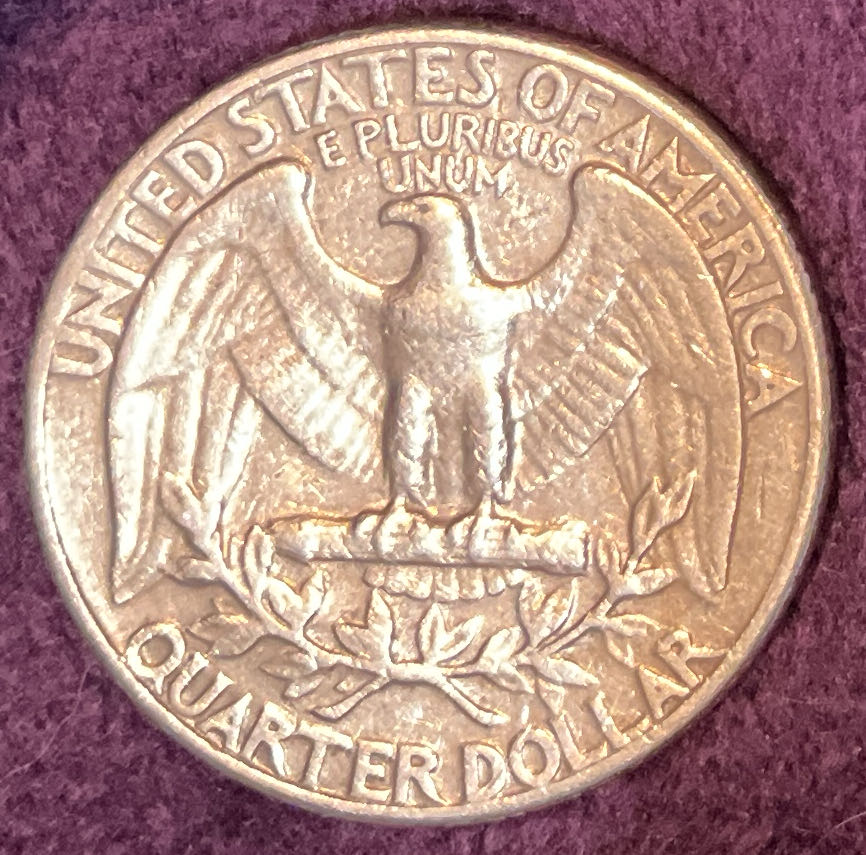 UNITED STATES OF AMERICA
E PLURIBUS
UNUM
QUARTER DOLLAR